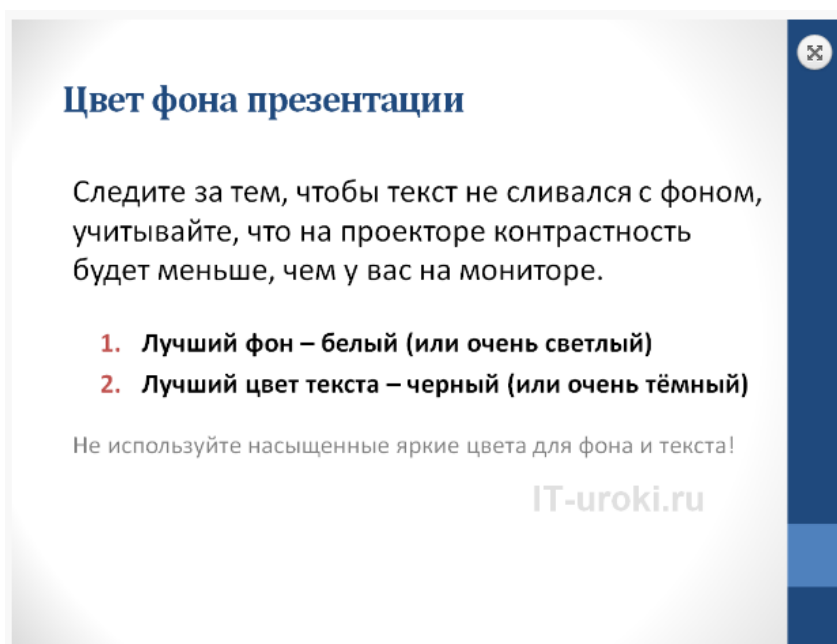 Цвет фона презентации
Следите за тем, чтобы текст не сливался с фоном,
учитывайте, что на проекторе контрастность
будет меньше, чем у вас на мониторе.
1. Лучший фон – белый (или очень светлый)
2. Лучший цвет текста – черный (или очень тёмный)
Не используйте насыщенные яркие цвета для фона и текста!
IT-uroki.ru